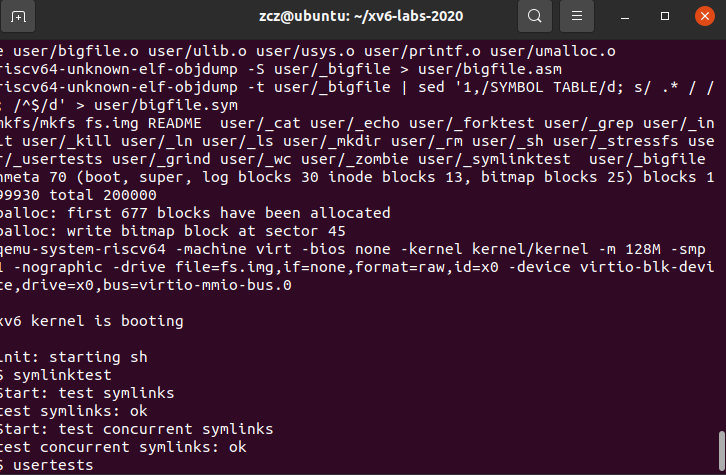 zcz@ubuntu: ~/xv6-labs-2020
e user/bigfile.o user/ulib.o user/usys.o user/printf.o user/umalloc.o
riscv64-unknown-elf-objdump -S user/_bigfile > user/bigfile.asm
riscv64-unknown-elf-objdump -t user/_bigfile | sed '1,/SYMBOL TABLE/d; s/ .* / /
; /^$/d' > user/bigfile.sym
mkfs/mkfs fs.img README  user/_cat user/_echo user/_forktest user/_grep user/_in
it user/_kill user/_ln user/_ls user/_mkdir user/_rm user/_sh user/_stressfs use
r/_usertests user/_grind user/_wc user/_zombie user/_symlinktest  user/_bigfile
nmeta 70 (boot, super, log blocks 30 inode blocks 13, bitmap blocks 25) blocks 1
99930 total 200000
balloc: first 677 blocks have been allocated
balloc: write bitmap block at sector 45
qemu-system-riscv64 -machine virt -bios none -kernel kernel/kernel -m 128M -smp
1 -nographic -drive file=fs.img,if=none,format=raw,id=x0 -device virtio-blk-devi
ce,drive=x0,bus=virtio-mmio-bus.0
xv6 kernel is booting
init: starting sh
$ symlinktest
Start: test symlinks
test symlinks: ok
Start: test concurrent symlinks
test concurrent symlinks: ok
$ usertests